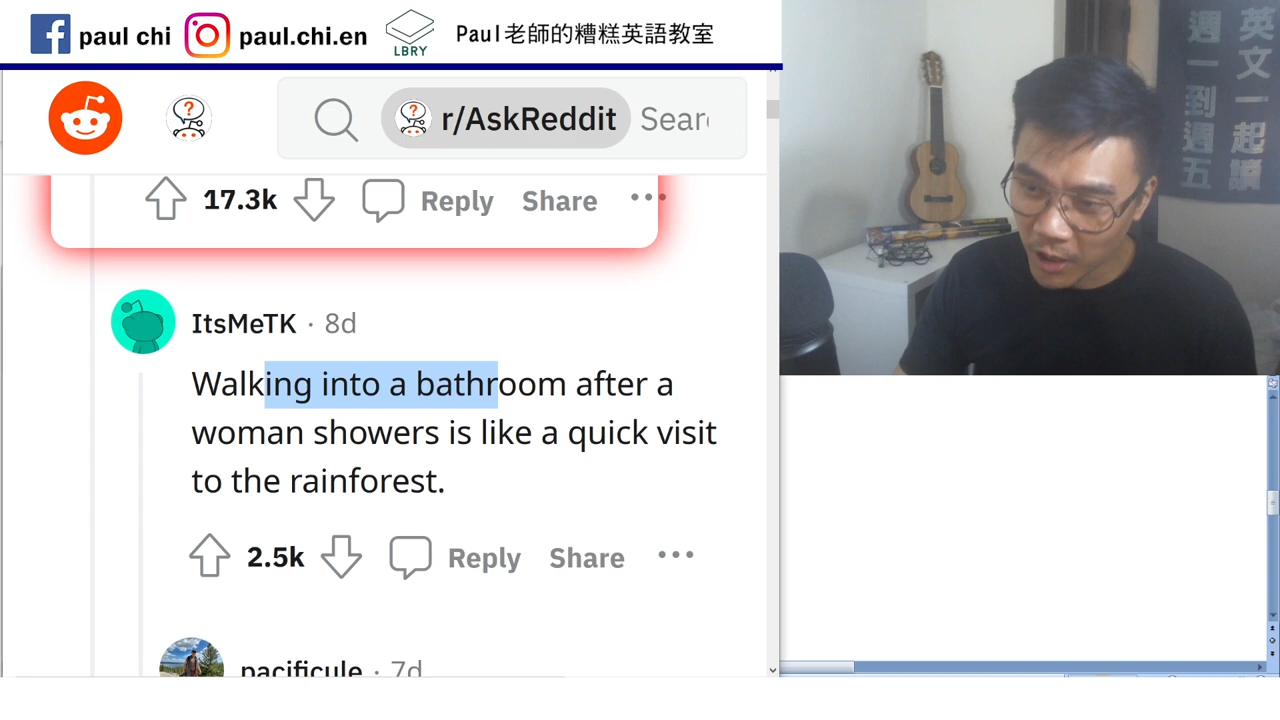 paul chi paul.chi.en LBRY Paul老師的糟糕英語教室
r/AskReddit
17.3k Reply Share
ItsMeTK · 8d
Walking into a bathroom after a
woman showers is like a quick visit
to the rainforest.
2.5k Reply Share
pacificule · 7d
英文一起讀
週一到週五